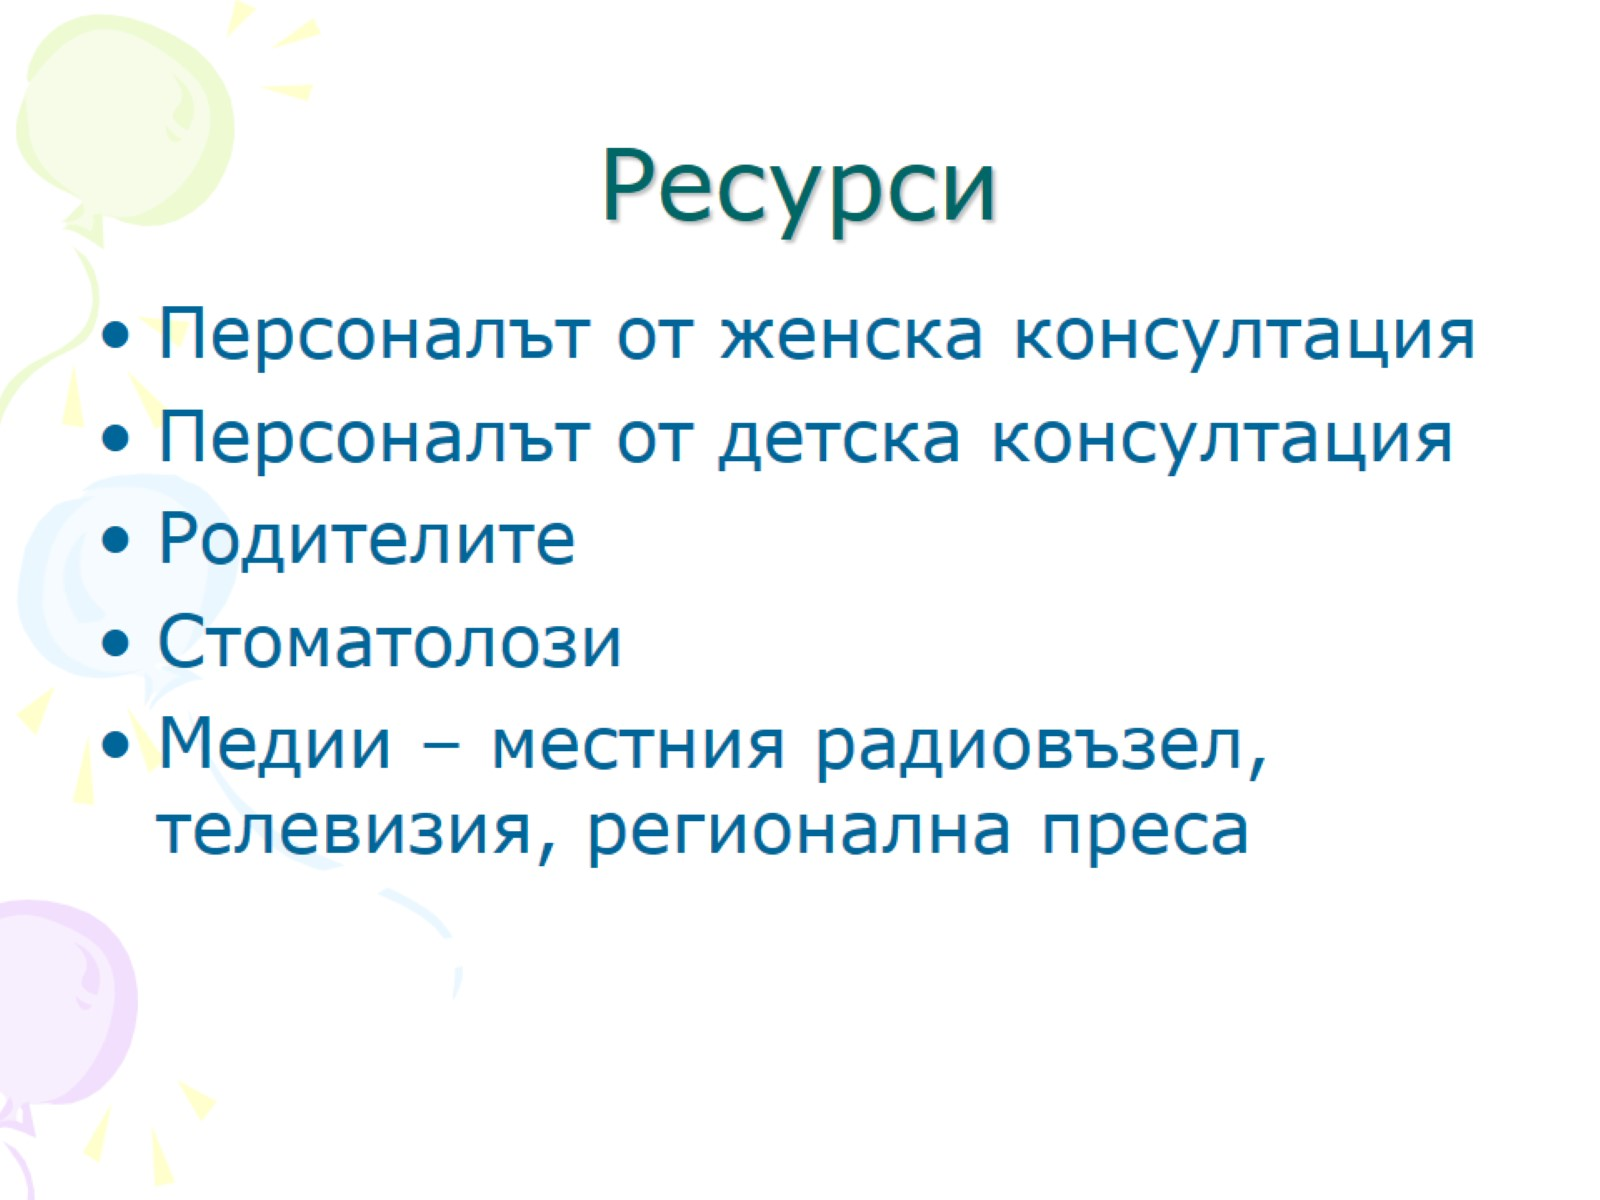 Ресурси
• Персоналът от женска консултация
• Персоналът от детска консултация
• Родителите
• Стоматолози
• Медии – местния радиовъзел,
телевизия, регионална преса